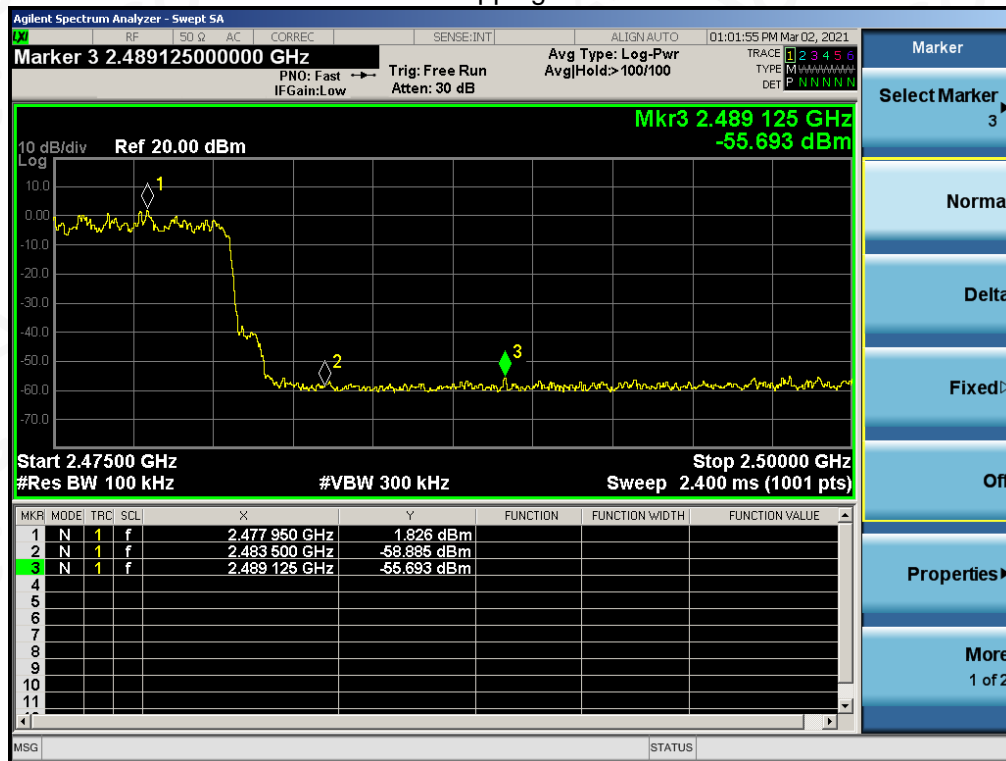 pping
Agilent Spectrum Analyzer - Swept SA
LXI RF 50 Ω AC CORREC SENSE:INT ALIGN AUTO 01:01:55 PM Mar 02, 2021
Marker 3 2.489125000000 GHz
PNO: Fast
IFGain:Low
Trig: Free Run
Atten: 30 dB
Avg Type: Log-Pwr
Avg|Hold:>100/100
TRACE 1 2 3 4 5 6
TYPE M
DET P N N N N N
Mkr3 2.489 125 GHz
-55.693 dBm
10 dB/div Ref 20.00 dBm
Log
10.0
0.00
-10.0
-20.0
-30.0
-40.0
-50.0
-60.0
-70.0
1
2
3
Start 2.47500 GHz Stop 2.50000 GHz
#Res BW 100 kHz #VBW 300 kHz Sweep 2.400 ms (1001 pts)
MKR MODE TRC SCL X Y FUNCTION FUNCTION WIDTH FUNCTION VALUE
1 N 1 f 2.477 950 GHz 1.826 dBm
2 N 1 f 2.483 500 GHz -58.885 dBm
3 N 1 f 2.489 125 GHz -55.693 dBm
4
5
6
7
8
9
10
11
MSG STATUS
Marker
Select Marker
3
Norma
Delta
Fixed
Off
Properties
More
1 of 2